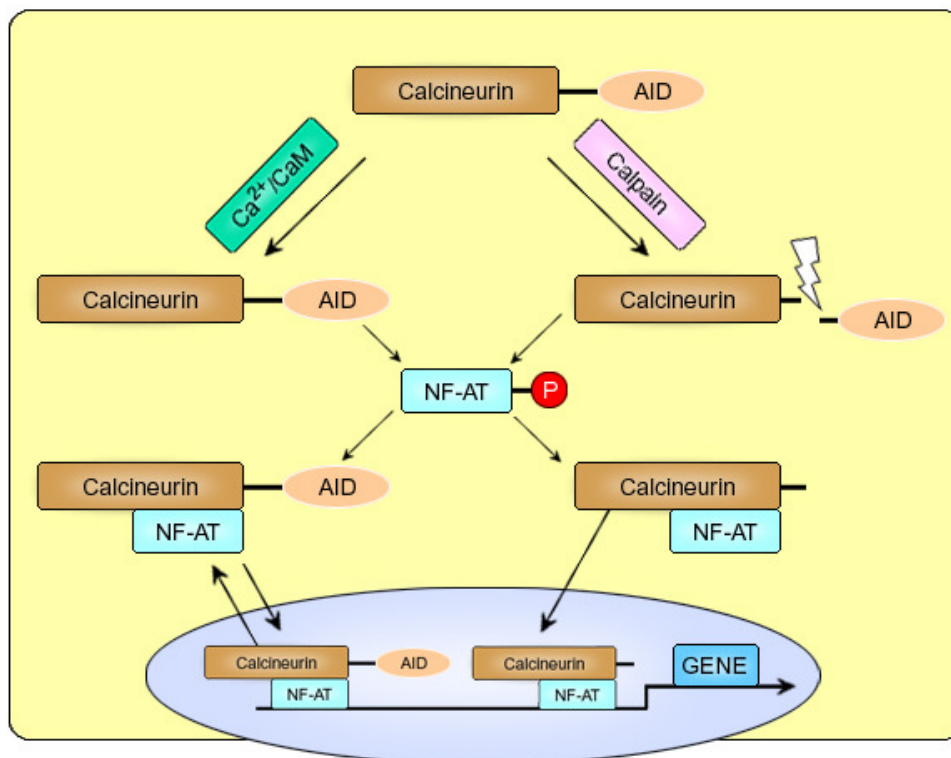 Calcineurin
AID
Ca²⁺/CaM
Calpain
Calcineurin
AID
Calcineurin
AID
NF-AT
P
Calcineurin
AID
NF-AT
Calcineurin
NF-AT
Calcineurin
AID
NF-AT
Calcineurin
NF-AT
GENE